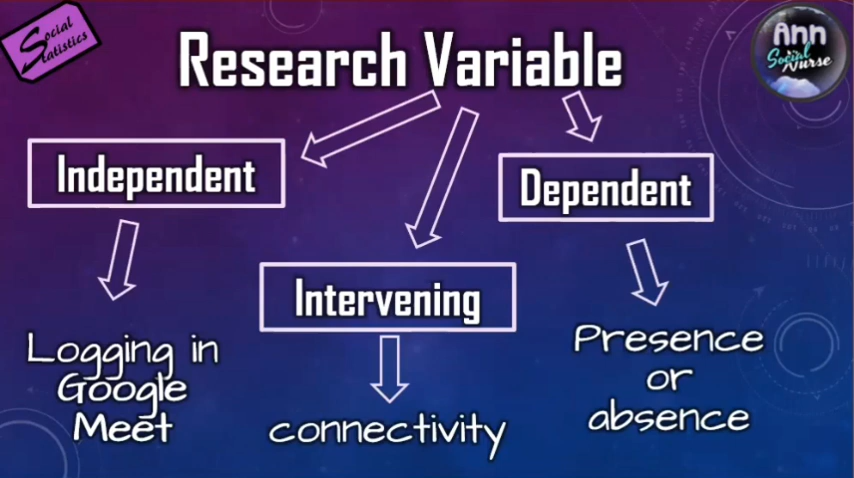 Social
Statistics
Ann
Social
Nurse
Research Variable
Independent
Dependent
Intervening
Logging in
Google
Meet
connectivity
Presence
or
absence